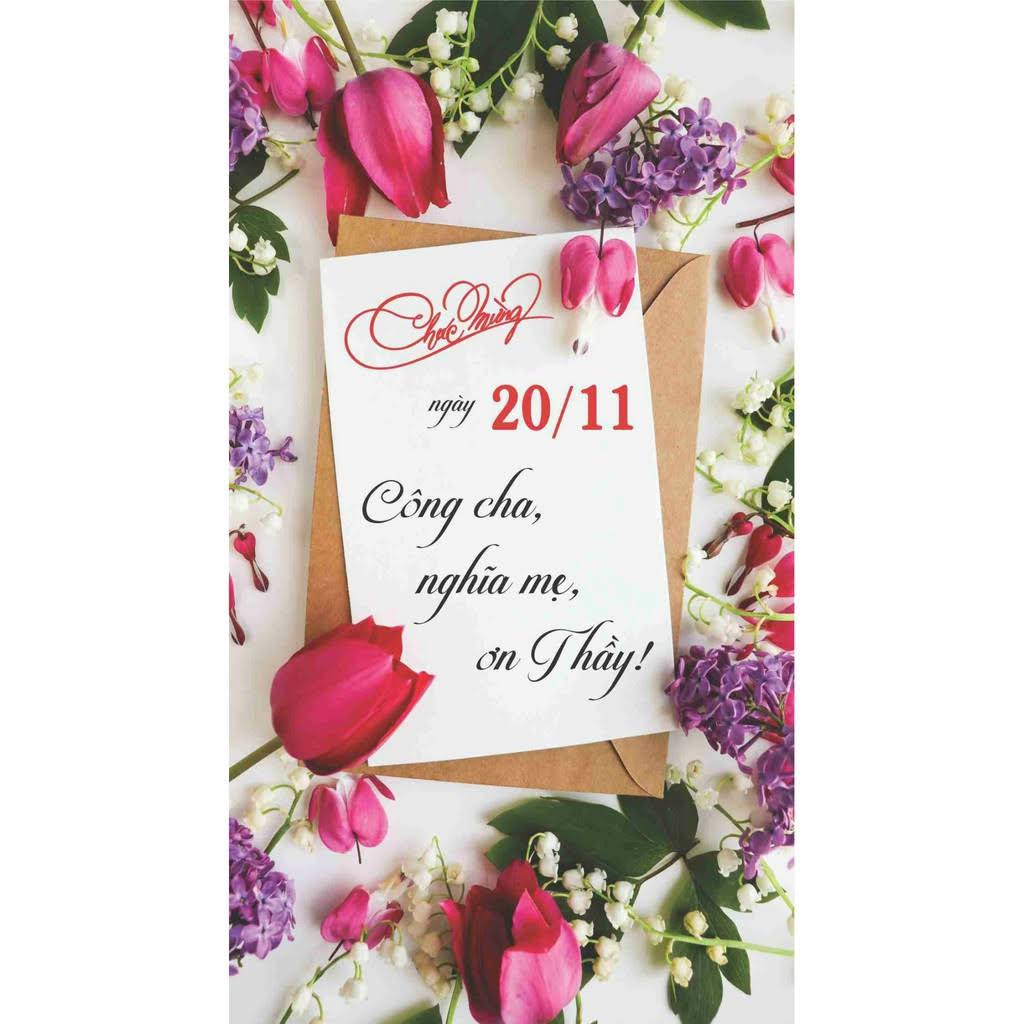 Chúc mừng
ngày 20/11
Công cha,
nghĩa mẹ,
ơn Thầy!